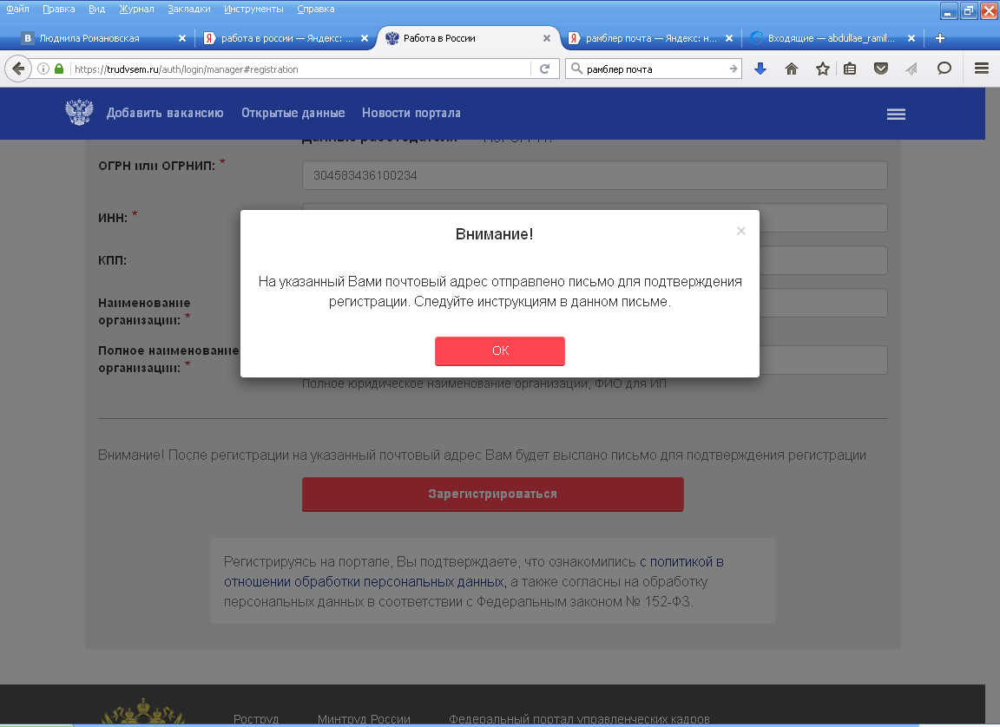 Файл Правка Вид Журнал Закладки Инструменты Справка
Людмила Романовская работа в россии — Яндекс: ... Работа в России рамблер почта — Яндекс: н... Входящие — abdullae_ramil...
https://trudvsem.ru/auth/login/manager#registration рамблер почта
Добавить вакансию Открытые данные Новости портала
ОГРН или ОГРНИП: * 304583436100234
ИНН: *
КПП:
Наименование
организации: *
Полное наименование
организации: *
Внимание!
×
На указанный Вами почтовый адрес отправлено письмо для подтверждения
регистрации. Следуйте инструкциям в данном письме.
ОК
Полное юридическое наименование организации, ФИО для ИП
Внимание! После регистрации на указанный почтовый адрес Вам будет выслано письмо для подтверждения регистрации
Зарегистрироваться
Регистрируясь на портале, Вы подтверждаете, что ознакомились с политикой в
отношении обработки персональных данных, а также согласны на обработку
персональных данных в соответствии с Федеральным законом № 152-ФЗ.
Роструд Минтруд России Федеральный портал управленческих кадров